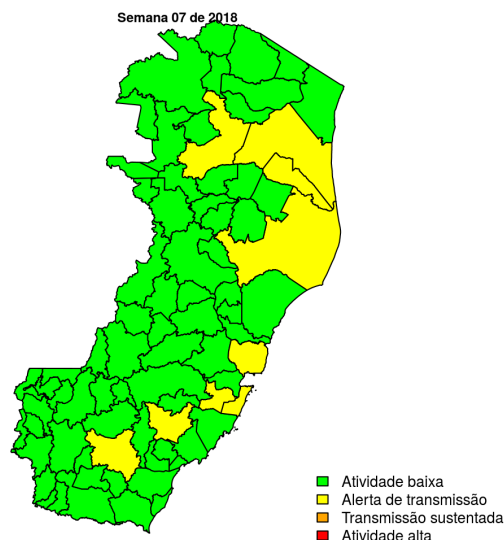 Semana 07 de 2018
Atividade baixa
Alerta de transmissão
Transmissão sustentada
Atividade alta